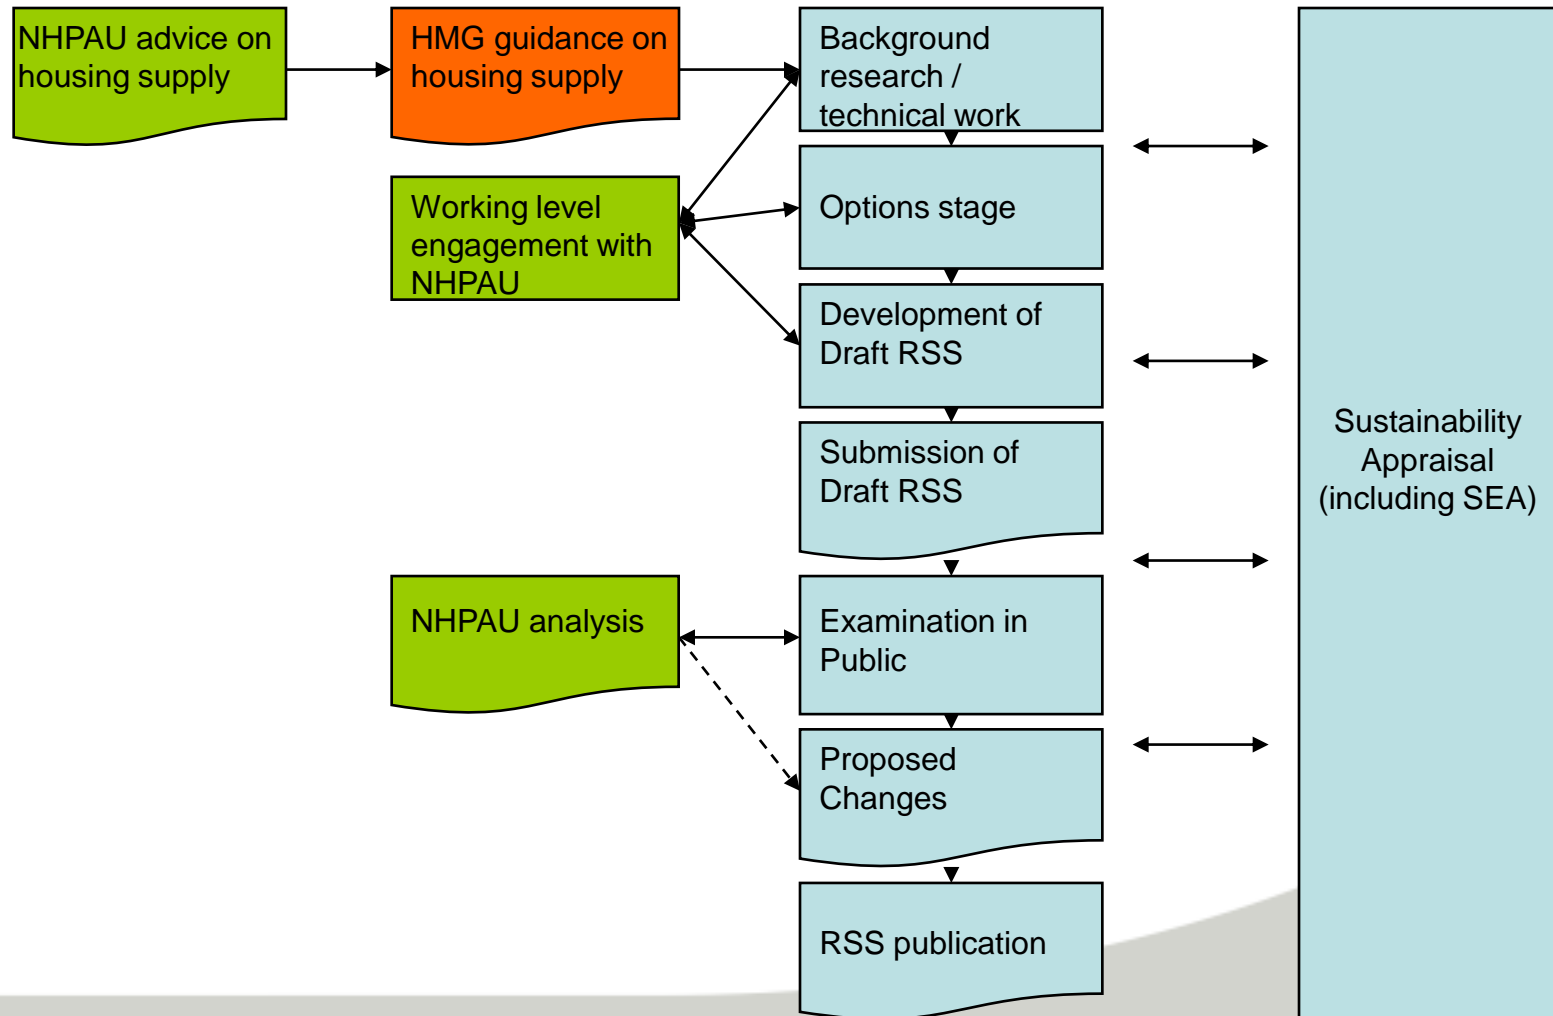 NHPAU advice on
housing supply
HMG guidance on
housing supply
Background
research /
technical work
Working level
engagement with
NHPAU
Options stage
Development of
Draft RSS
Submission of
Draft RSS
Sustainability
Appraisal
(including SEA)
NHPAU analysis
Examination in
Public
Proposed
Changes
RSS publication